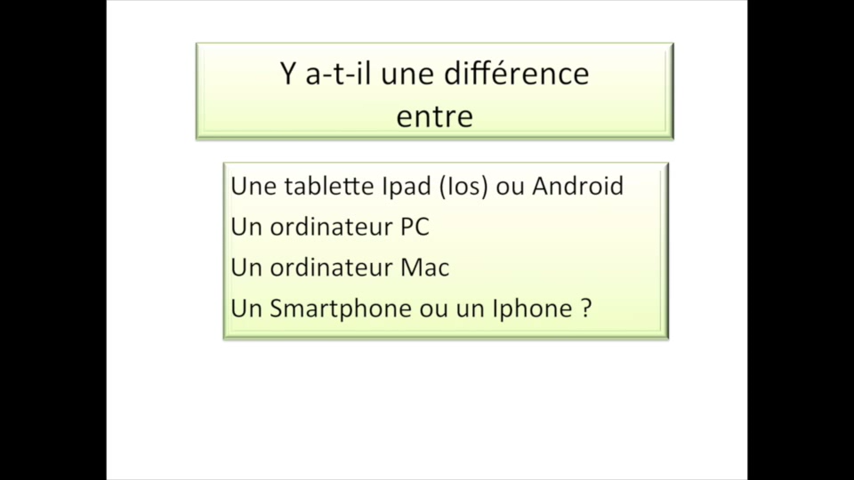 Y a-t-il une différence
entre
Une tablette Ipad (Ios) ou Android
Un ordinateur PC
Un ordinateur Mac
Un Smartphone ou un Iphone ?